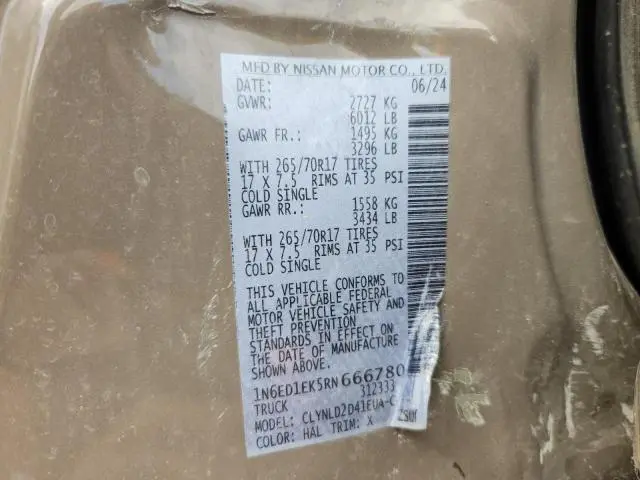 MFD BY NISSAN MOTOR CO., LTD.
DATE: 06/24
GVWR: 2727 KG
6012 LB
GAWR FR.: 1495 KG
3296 LB
WITH 265/70R17 TIRES
17 X 7.5 RIMS AT 35 PSI
COLD SINGLE
GAWR RR.: 1558 KG
3434 LB
WITH 265/70R17 TIRES
17 X 7.5 RIMS AT 35 PSI
COLD SINGLE
THIS VEHICLE CONFORMS TO
ALL APPLICABLE FEDERAL
MOTOR VEHICLE SAFETY AND
THEFT PREVENTION
STANDARDS IN EFFECT ON
THE DATE OF MANUFACTURE
SHOWN ABOVE.
1N6ED1EK5RN666780
TRUCK 312333
MODEL: CLYNLD2D41EUA-C
COLOR: HAL TRIM: X